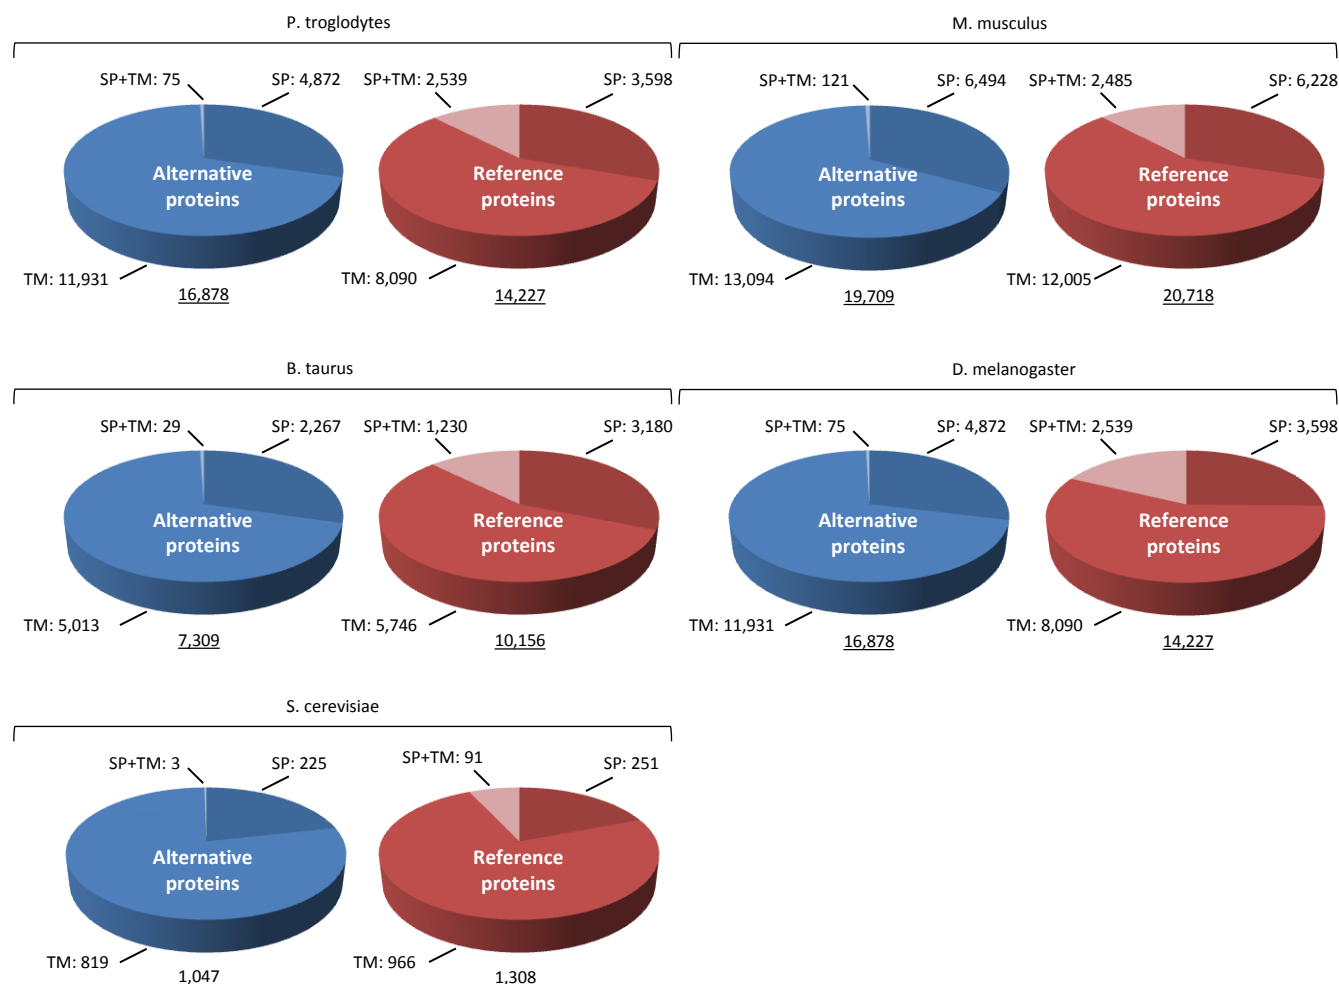 P. troglodytes
M. musculus
SP+TM: 75
SP: 4,872
SP+TM: 2,539
SP: 3,598
SP+TM: 121
SP: 6,494
SP+TM: 2,485
SP: 6,228
Alternative
proteins
Reference
proteins
Alternative
proteins
Reference
proteins
TM: 11,931
16,878
TM: 8,090
14,227
TM: 13,094
19,709
TM: 12,005
20,718
B. taurus
D. melanogaster
SP+TM: 29
SP: 2,267
SP+TM: 1,230
SP: 3,180
SP+TM: 75
SP: 4,872
SP+TM: 2,539
SP: 3,598
Alternative
proteins
Reference
proteins
Alternative
proteins
Reference
proteins
TM: 5,013
7,309
TM: 5,746
10,156
TM: 11,931
16,878
TM: 8,090
14,227
S. cerevisiae
SP+TM: 3
SP: 225
SP+TM: 91
SP: 251
Alternative
proteins
Reference
proteins
TM: 819
1,047
TM: 966
1,308